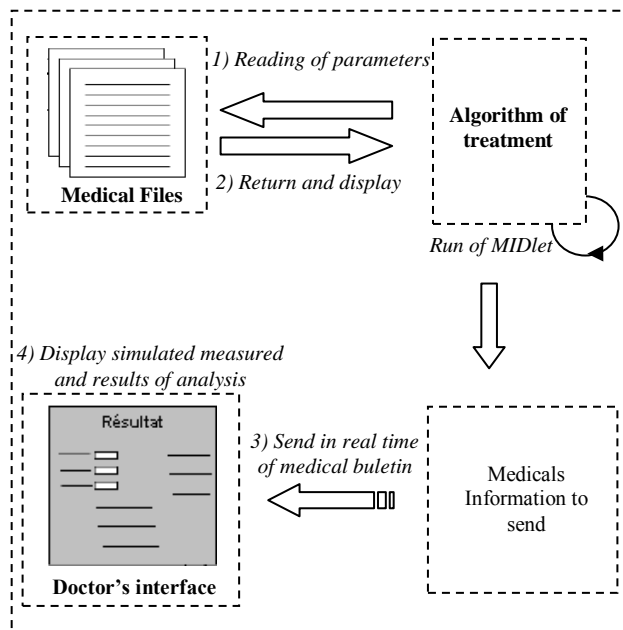 1) Reading of parameters
Algorithm of
treatment
Medical Files
2) Return and display
Run of MIDlet
4) Display simulated measured
and results of analysis
Résultat
3) Send in real time
of medical buletin
Medicals
Information to
send
Doctor's interface